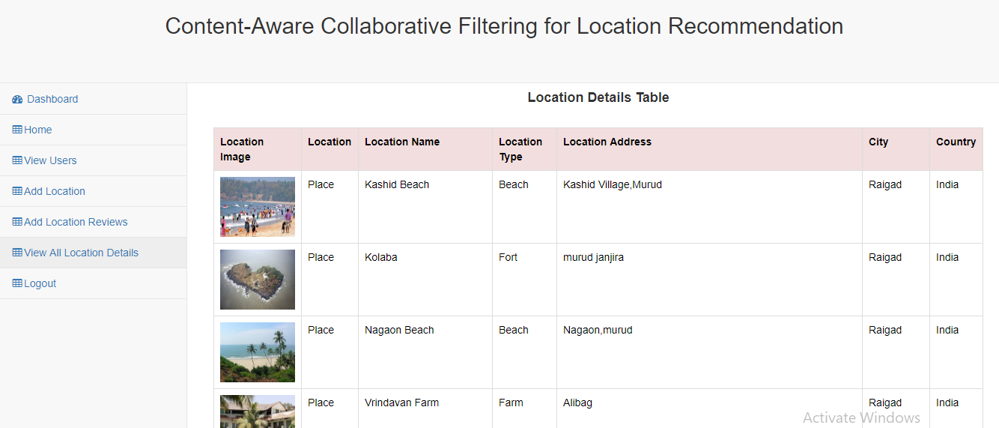 Content-Aware Collaborative Filtering for Location Recommendation
Dashboard
Home
View Users
Add Location
Add Location Reviews
View All Location Details
Logout
Location Details Table
Location Image Location Location Name Location Type Location Address City Country
Place Kashid Beach Beach Kashid Village,Murud Raigad India
Place Kolaba Fort murud janjira Raigad India
Place Nagaon Beach Beach Nagaon,murud Raigad India
Place Vrindavan Farm Farm Alibag Raigad India
Activate Windows